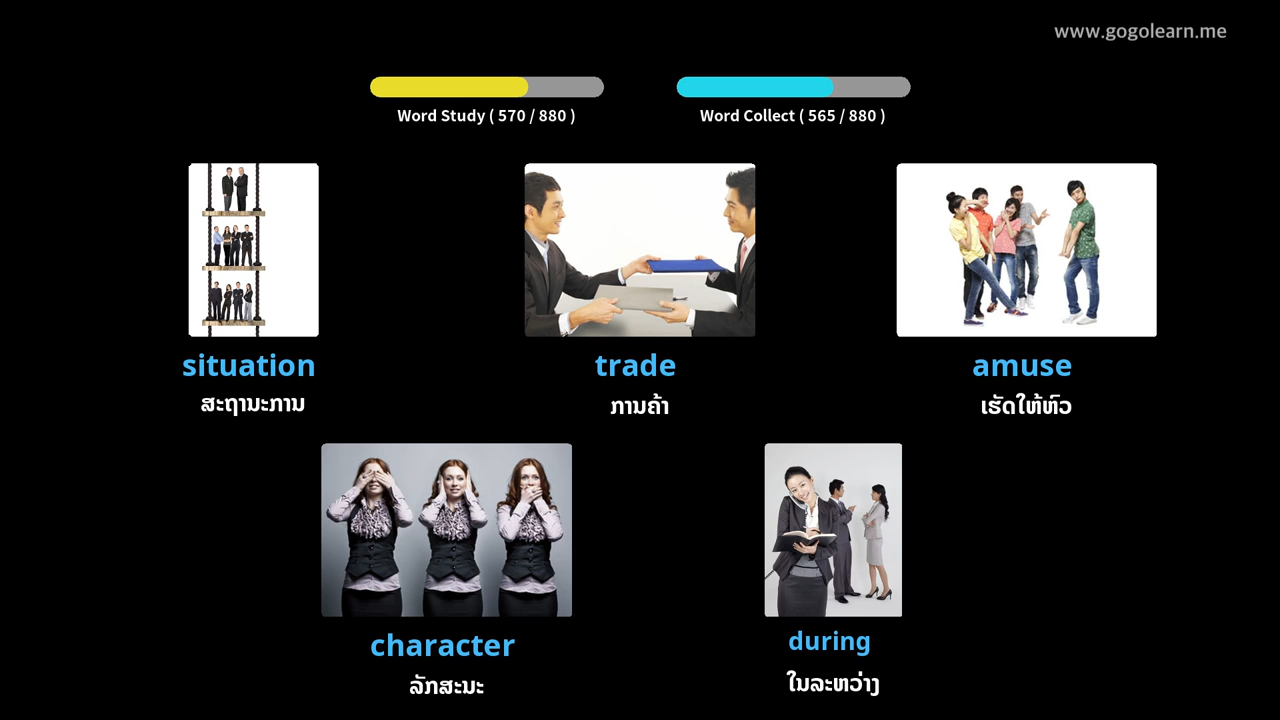 www.gogolearn.me
Word Study ( 570 / 880 )
Word Collect ( 565 / 880 )
situation
ສະຖານະການ
trade
ການຄ້າ
amuse
ເຮັດໃຫ້ຫົວ
character
ລັກສະນະ
during
ໃນລະຫວ່າງ